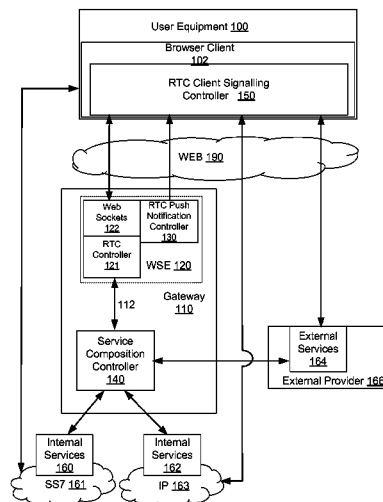 User Equipment 100
Browser Client
102
RTC Client Signalling
Controller 150
WEB 190
Web
Sockets
122
RTC Push
Notification
Controller
130
RTC
Controller
121
WSE 120
112
Gateway
110
Service
Composition
Controller
140
External
Services
164
External Provider 166
Internal
Services
160
Internal
Services
162
SS7 161
IP 163